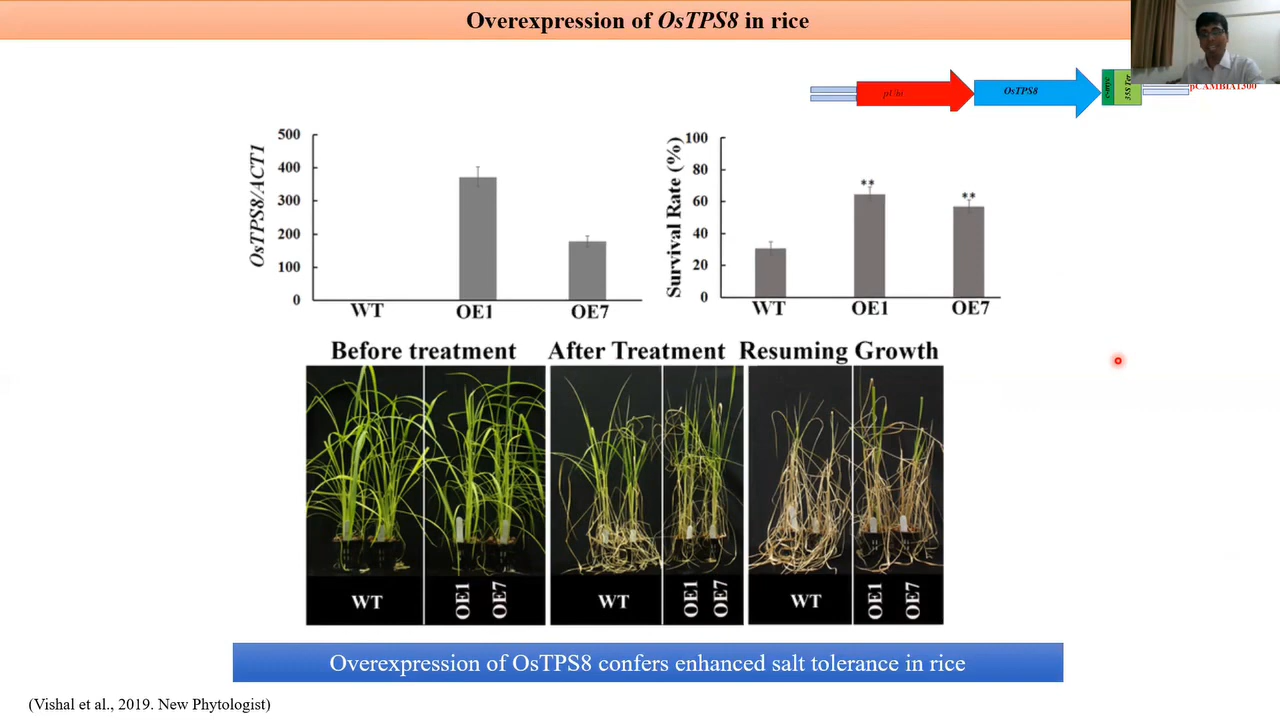 Overexpression of OsTPS8 in rice
pUbi
OsTPS8
c-myc
35S Ter
pCAMBIA1300
OsTPS8/ACT1
500
400
300
200
100
0
WT
OE1
OE7
Survival Rate (%)
100
80
60
40
20
0
**
**
WT
OE1
OE7
Before treatment
After Treatment
Resuming Growth
WT
OE1
OE7
WT
OE1
OE7
WT
OE1
OE7
Overexpression of OsTPS8 confers enhanced salt tolerance in rice
(Vishal et al., 2019. New Phytologist)